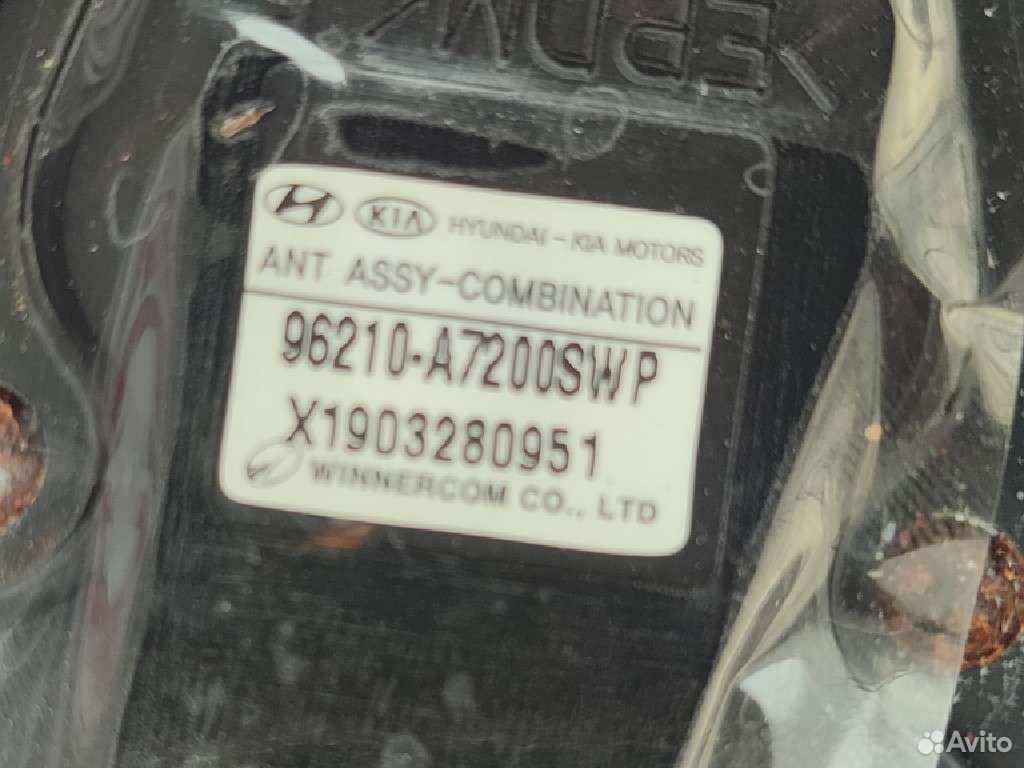 KIA HYUNDAI - KIA MOTORS
ANT ASSY-COMBINATION
96210-A7200SWP
X1903280951
WINNERCOM CO., LTD
Avito